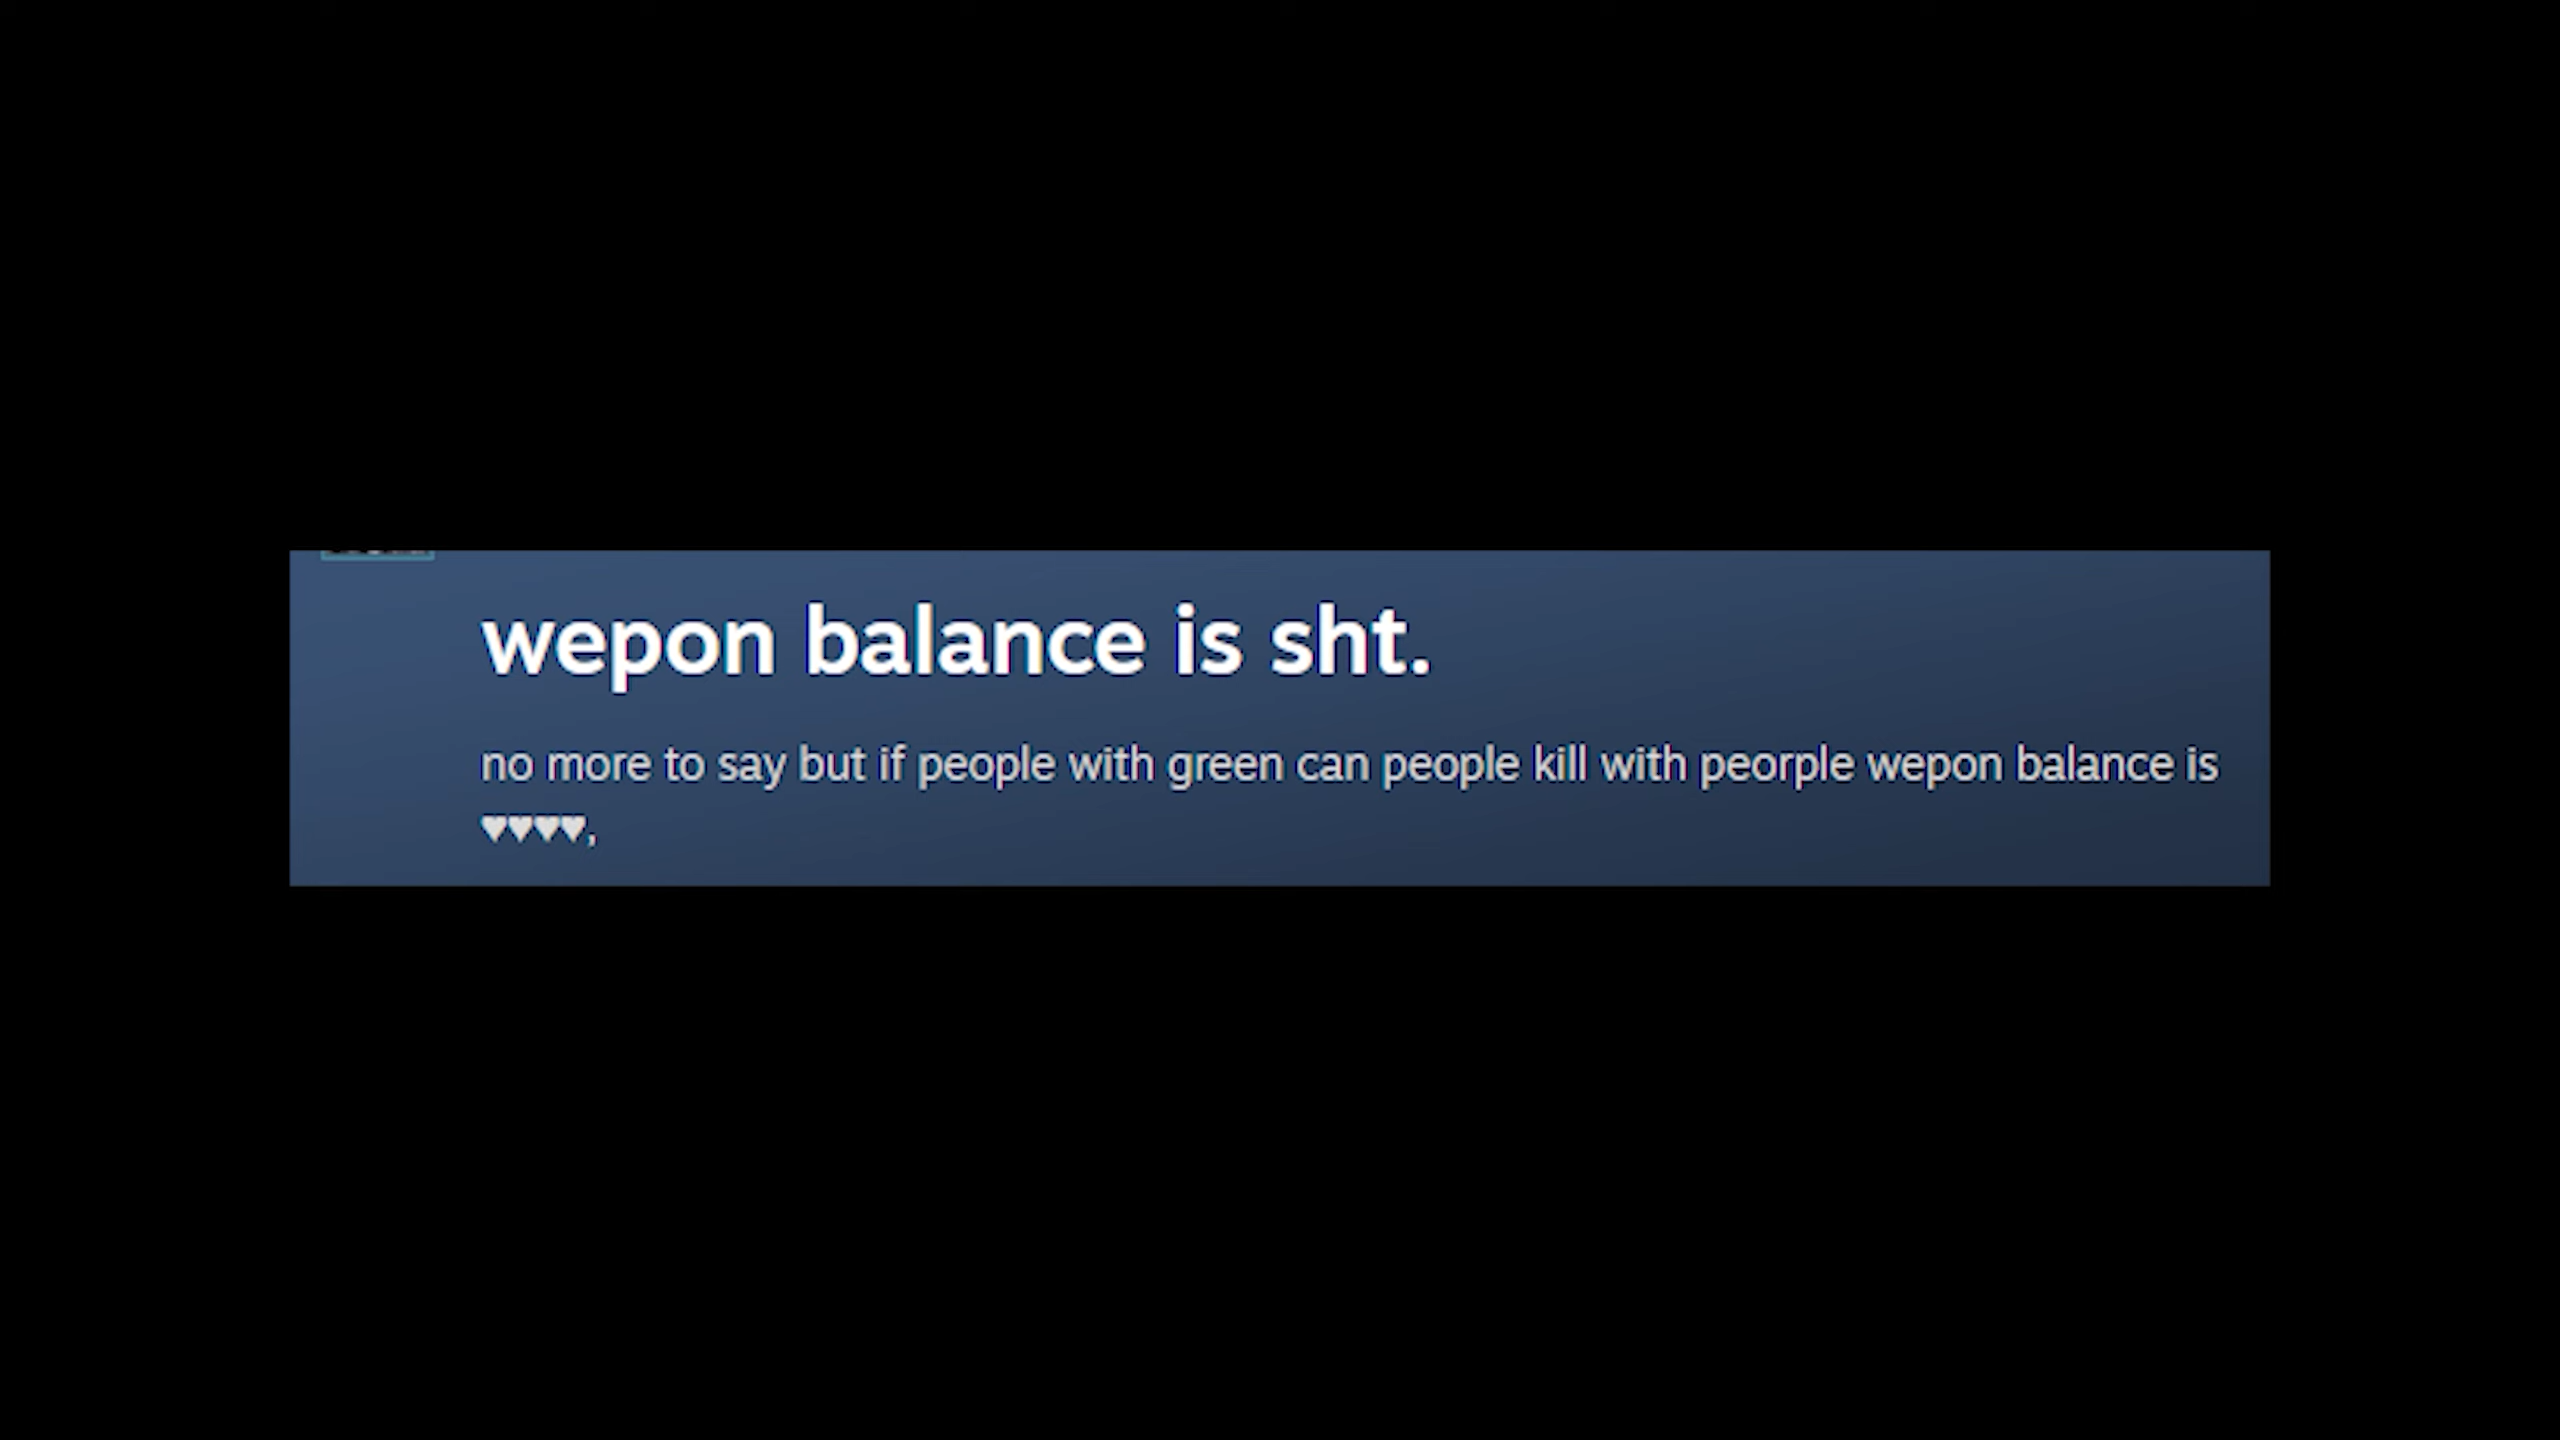 wepon balance is sht.
no more to say but if people with green can people kill with peorple wepon balance is
♥♥♥♥,